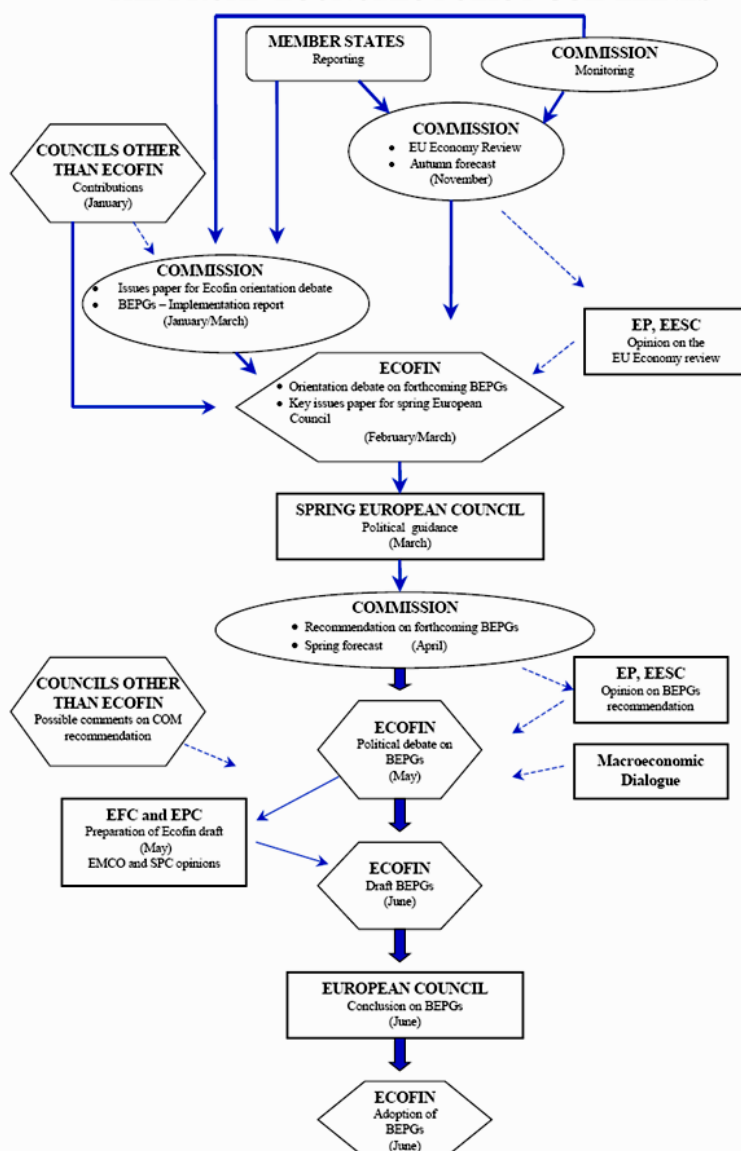 MEMBER STATES
Reporting
COMMISSION
Monitoring
COMMISSION
• EU Economy Review
• Autumn forecast
(November)
COUNCILS OTHER
THAN ECOFIN
Contributions
(January)
COMMISSION
• Issues paper for Ecofin orientation debate
• BEPGs – Implementation report
(January/March)
EP, EESC
Opinion on the
EU Economy review
ECOFIN
• Orientation debate on forthcoming BEPGs
• Key issues paper for spring European
Council
(February/March)
SPRING EUROPEAN COUNCIL
Political guidance
(March)
COMMISSION
• Recommendation on forthcoming BEPGs
• Spring forecast (April)
COUNCILS OTHER
THAN ECOFIN
Possible comments on COM
recommendation
EP, EESC
Opinion on BEPGs
recommendation
ECOFIN
Political debate on
BEPGs
(May)
Macroeconomic
Dialogue
EFC and EPC
Preparation of Ecofin draft
(May)
EMCO and SPC opinions
ECOFIN
Draft BEPGs
(June)
EUROPEAN COUNCIL
Conclusion on BEPGs
(June)
ECOFIN
Adoption of
BEPGs
(June)